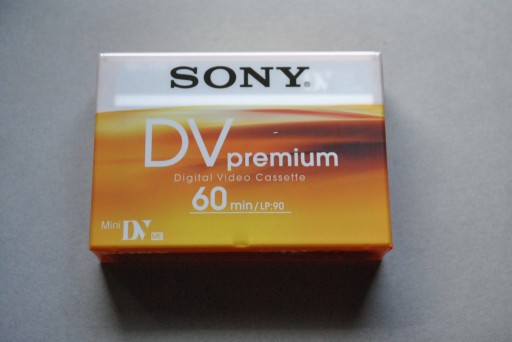 SONY
DV premium
Digital Video Cassette
60 min/LP:90
Mini DV